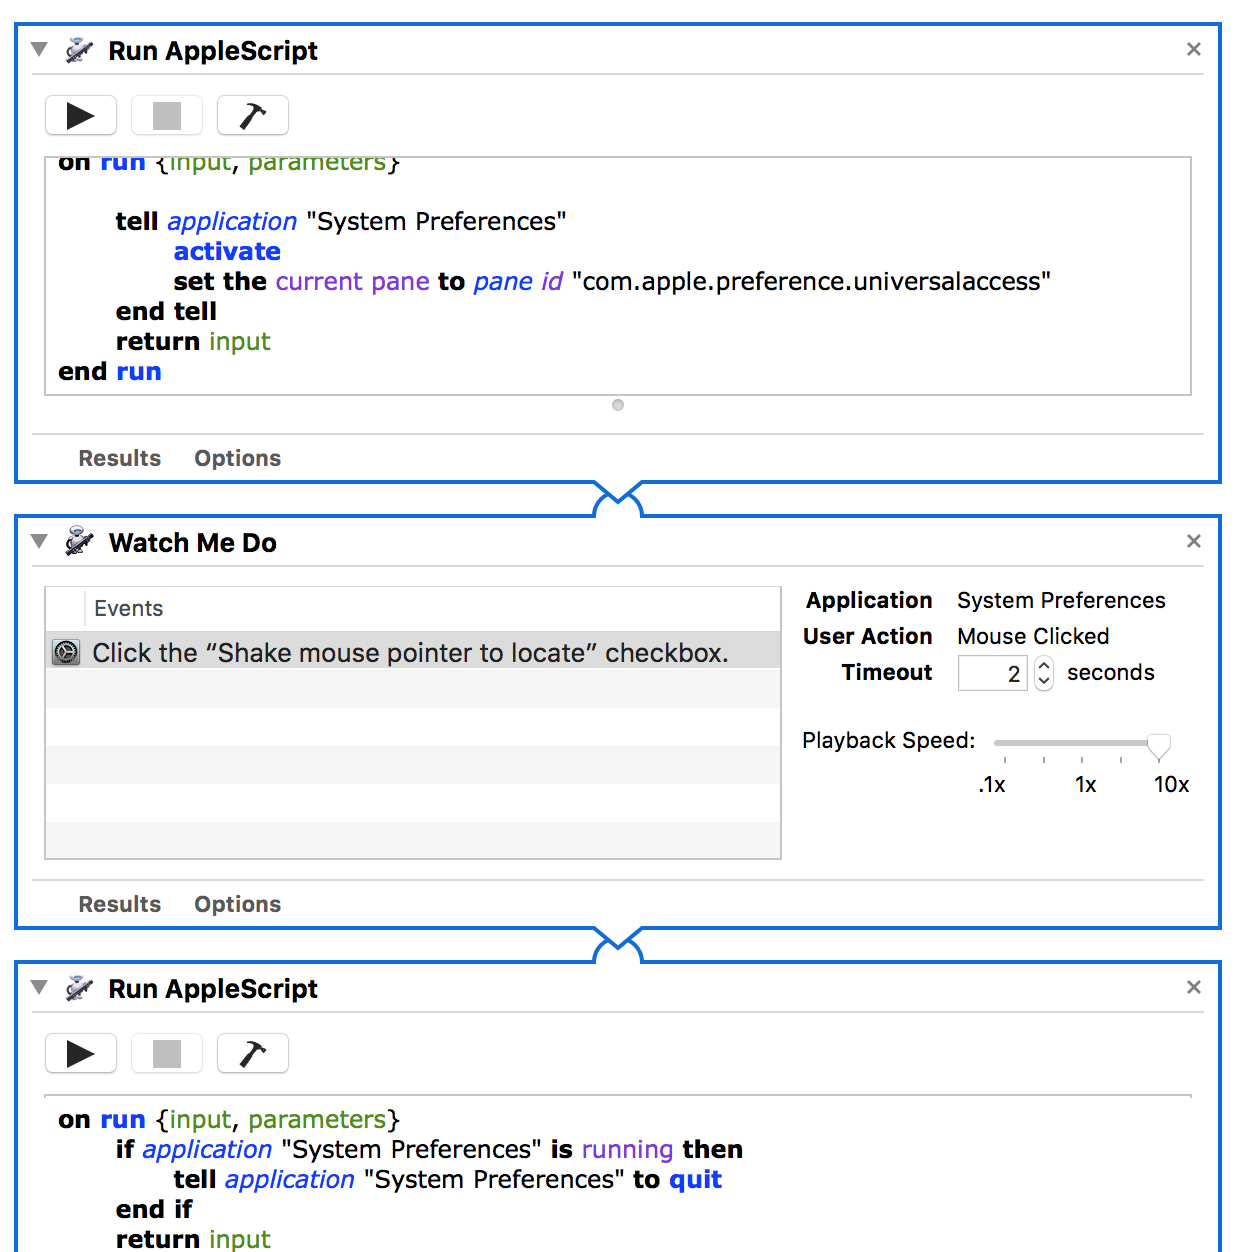 Run AppleScript
on run {input, parameters}
tell application "System Preferences"
activate
set the current pane to pane id "com.apple.preference.universalaccess"
end tell
return input
end run
Results Options
Watch Me Do
Events
Click the “Shake mouse pointer to locate” checkbox.
Application System Preferences
User Action Mouse Clicked
Timeout 2 seconds
Playback Speed:
.1x 1x 10x
Results Options
Run AppleScript
on run {input, parameters}
if application "System Preferences" is running then
tell application "System Preferences" to quit
end if
return input